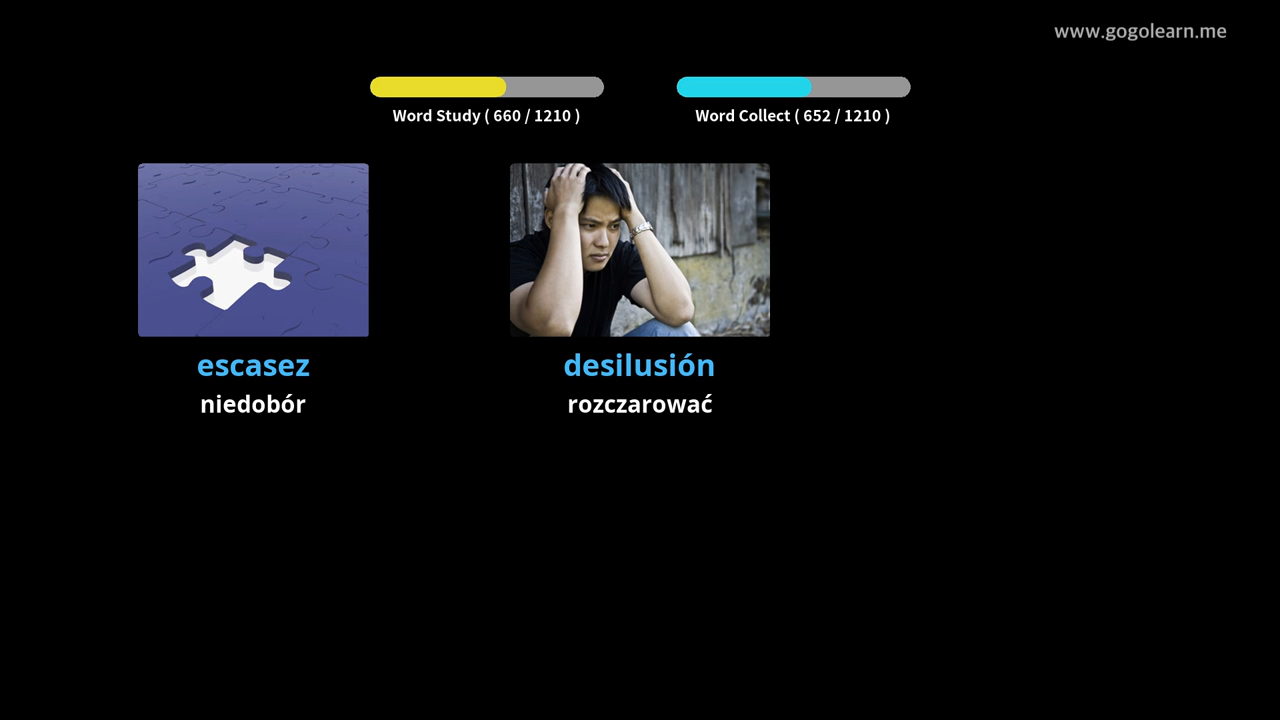 www.gogolearn.me
Word Study ( 660 / 1210 )
Word Collect ( 652 / 1210 )
escasez
niedobór
desilusión
rozczarować